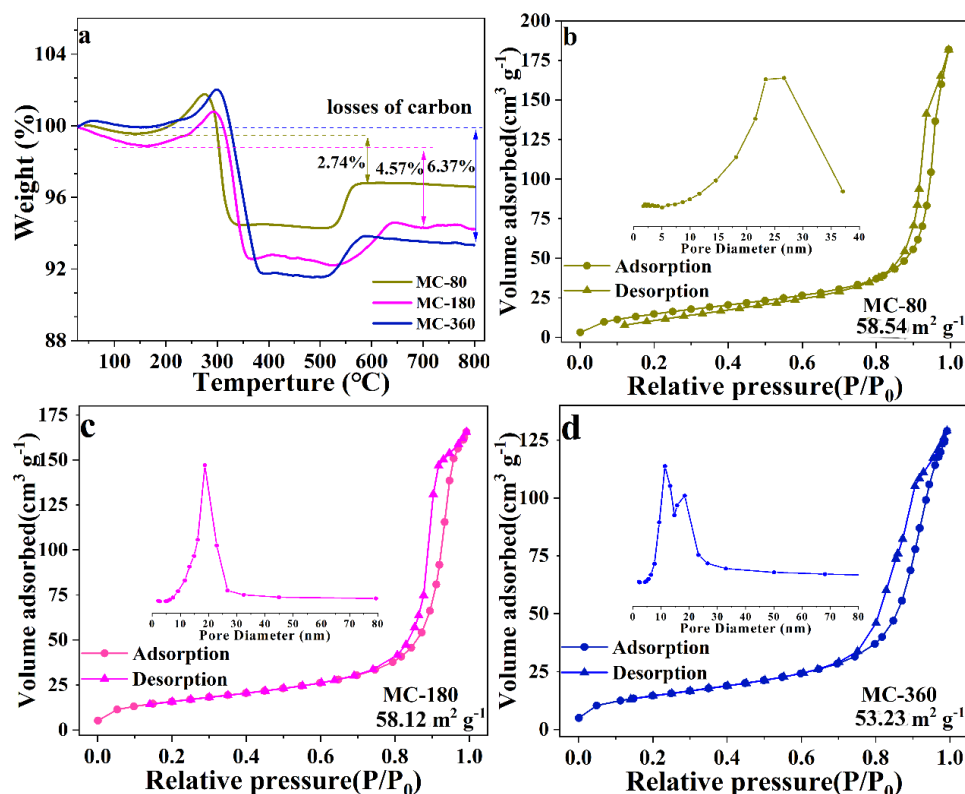 a
losses of carbon
2.74%
4.57%
6.37%
MC-80
MC-180
MC-360
104
100
96
92
88
Weight (%)
100 200 300 400 500 600 700 800
Temperture (°C)
b
200
175
150
125
100
75
50
25
0
Volume adsorbed(cm³ g⁻¹)
0 5 10 15 20 25 30 35 40
Pore Diameter (nm)
Adsorption
Desorption
MC-80
58.54 m² g⁻¹
0.0 0.2 0.4 0.6 0.8 1.0
Relative pressure(P/P₀)
c
175
150
125
100
75
50
25
0
Volume adsorbed(cm³ g⁻¹)
0 10 20 30 40 50 60 70 80
Pore Diameter (nm)
Adsorption
Desorption
MC-180
58.12 m² g⁻¹
0.0 0.2 0.4 0.6 0.8 1.0
Relative pressure(P/P₀)
d
125
100
75
50
25
0
Volume adsorbed(cm³ g⁻¹)
0 10 20 30 40 50 60 70 80
Pore Diameter (nm)
Adsorption
Desorption
MC-360
53.23 m² g⁻¹
0.0 0.2 0.4 0.6 0.8 1.0
Relative pressure(P/P₀)